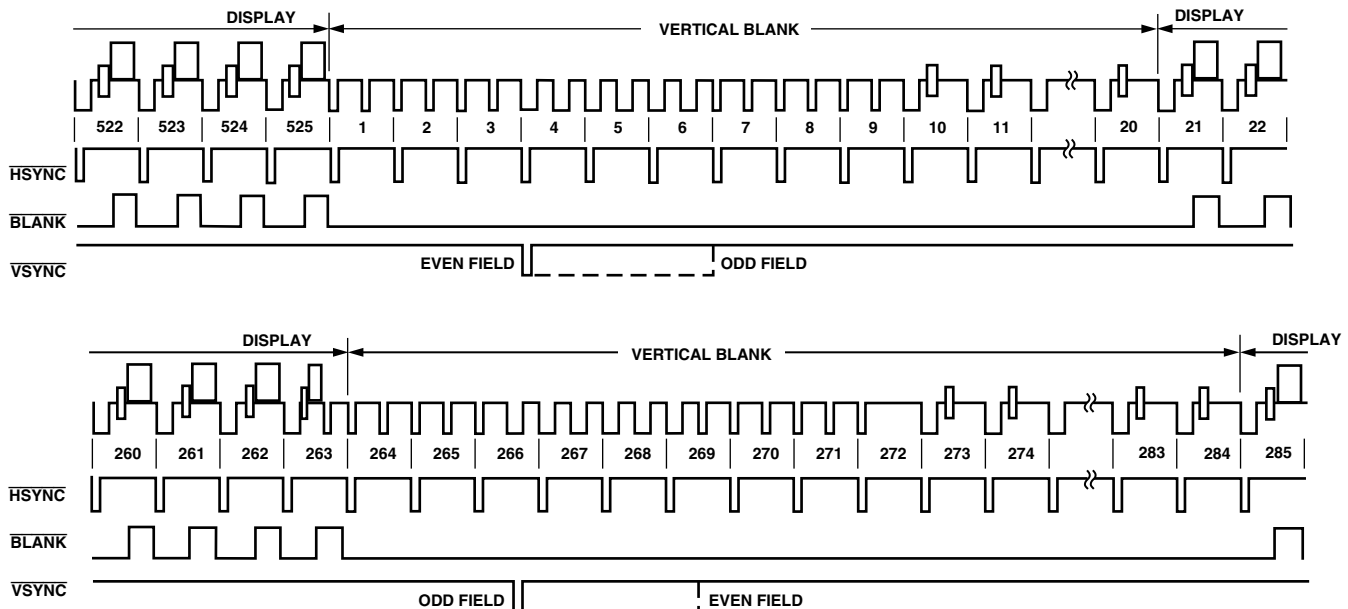 DISPLAY VERTICAL BLANK DISPLAY
522 523 524 525 1 2 3 4 5 6 7 8 9 10 11 20 21 22
HSYNC
BLANK
VSYNC EVEN FIELD ODD FIELD
DISPLAY VERTICAL BLANK DISPLAY
260 261 262 263 264 265 266 267 268 269 270 271 272 273 274 283 284 285
HSYNC
BLANK
VSYNC ODD FIELD EVEN FIELD